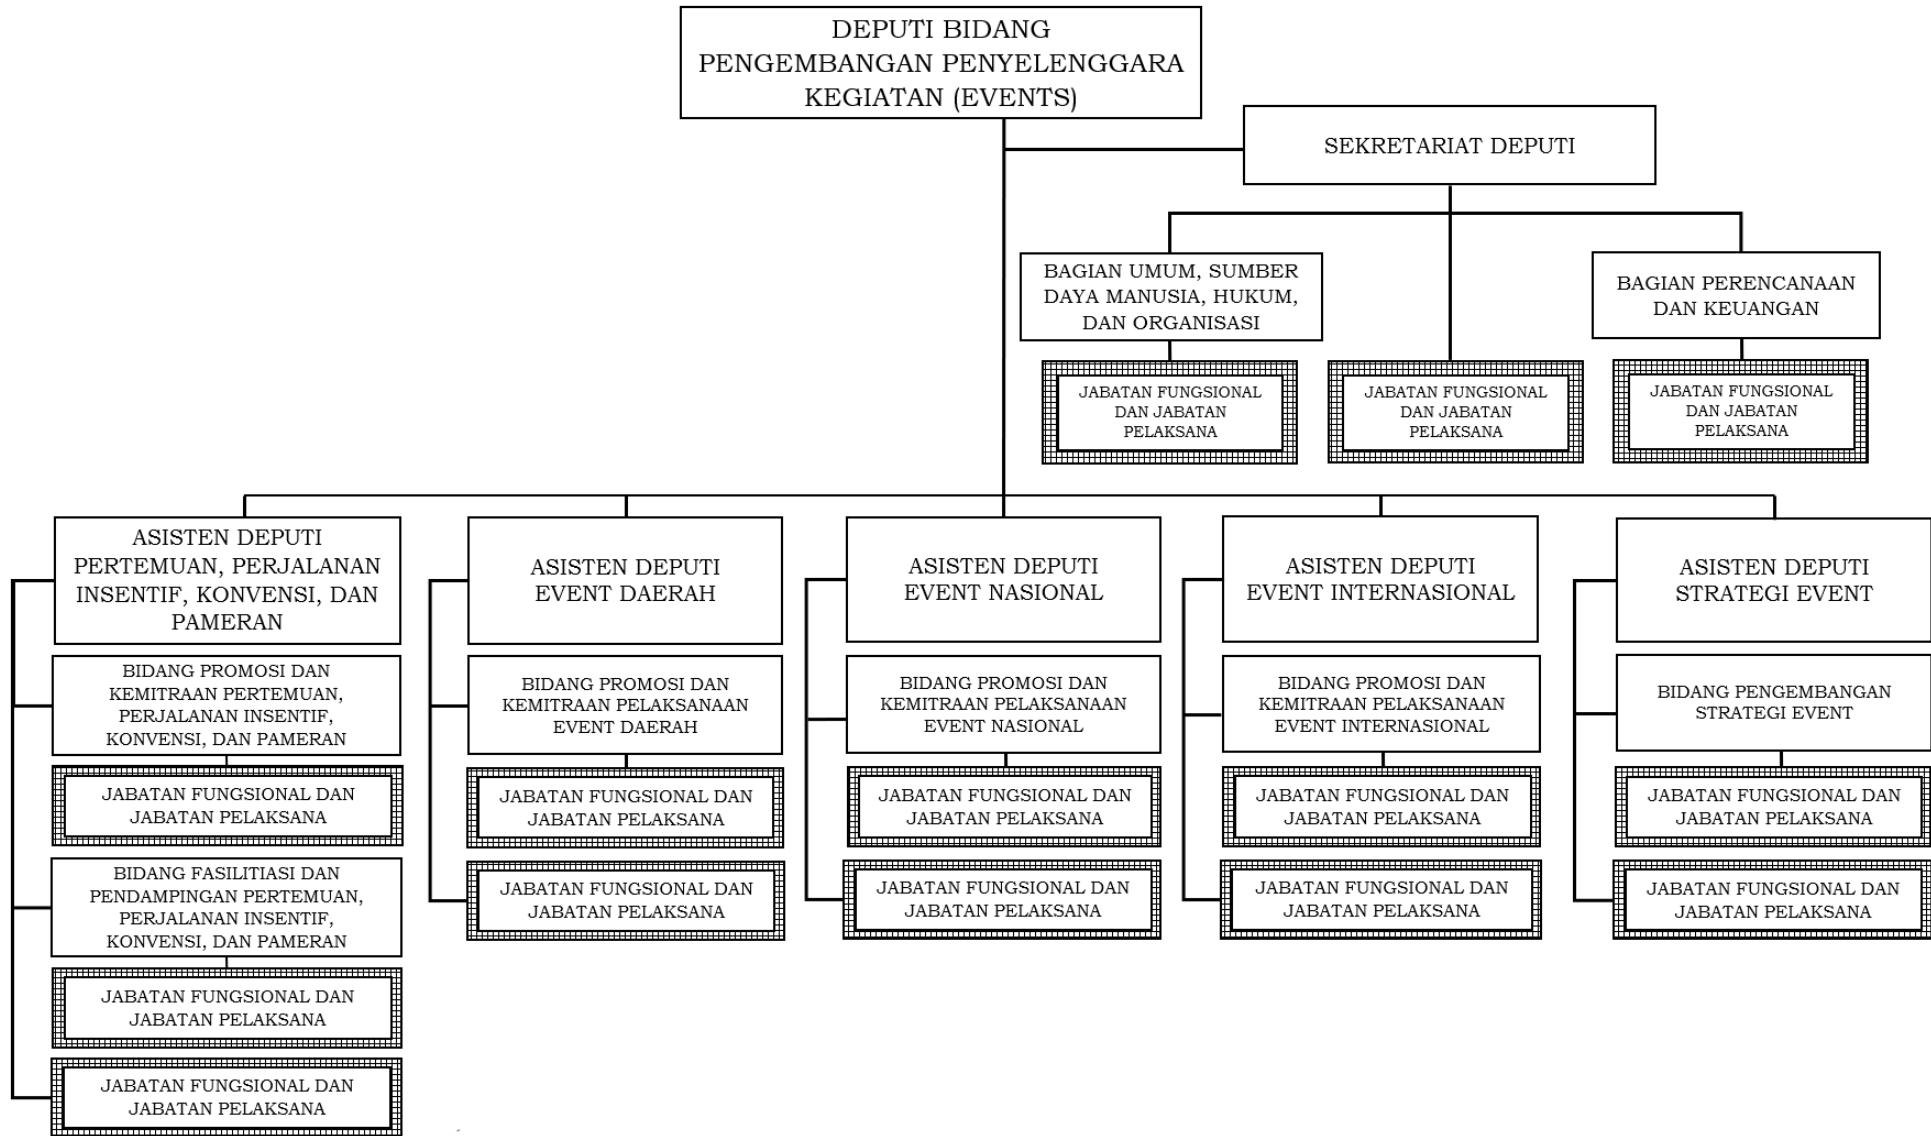 DEPUTI BIDANG
PENGEMBANGAN PENYELENGGARA
KEGIATAN (EVENTS)
SEKRETARIAT DEPUTI
BAGIAN UMUM, SUMBER
DAYA MANUSIA, HUKUM,
DAN ORGANISASI
BAGIAN PERENCANAAN
DAN KEUANGAN
JABATAN FUNGSIONAL
DAN JABATAN
PELAKSANA
JABATAN FUNGSIONAL
DAN JABATAN
PELAKSANA
JABATAN FUNGSIONAL
DAN JABATAN
PELAKSANA
ASISTEN DEPUTI
PERTEMUAN, PERJALANAN
INSENTIF, KONVENSI, DAN
PAMERAN
BIDANG PROMOSI DAN
KEMITRAAN PERTEMUAN,
PERJALANAN INSENTIF,
KONVENSI, DAN PAMERAN
JABATAN FUNGSIONAL DAN
JABATAN PELAKSANA
BIDANG FASILITIASI DAN
PENDAMPINGAN PERTEMUAN,
PERJALANAN INSENTIF,
KONVENSI, DAN PAMERAN
JABATAN FUNGSIONAL DAN
JABATAN PELAKSANA
JABATAN FUNGSIONAL DAN
JABATAN PELAKSANA
ASISTEN DEPUTI
EVENT DAERAH
BIDANG PROMOSI DAN
KEMITRAAN PELAKSANAAN
EVENT DAERAH
JABATAN FUNGSIONAL DAN
JABATAN PELAKSANA
JABATAN FUNGSIONAL DAN
JABATAN PELAKSANA
ASISTEN DEPUTI
EVENT NASIONAL
BIDANG PROMOSI DAN
KEMITRAAN PELAKSANAAN
EVENT NASIONAL
JABATAN FUNGSIONAL DAN
JABATAN PELAKSANA
JABATAN FUNGSIONAL DAN
JABATAN PELAKSANA
ASISTEN DEPUTI
EVENT INTERNASIONAL
BIDANG PROMOSI DAN
KEMITRAAN PELAKSANAAN
EVENT INTERNASIONAL
JABATAN FUNGSIONAL DAN
JABATAN PELAKSANA
JABATAN FUNGSIONAL DAN
JABATAN PELAKSANA
ASISTEN DEPUTI
STRATEGI EVENT
BIDANG PENGEMBANGAN
STRATEGI EVENT
JABATAN FUNGSIONAL DAN
JABATAN PELAKSANA
JABATAN FUNGSIONAL DAN
JABATAN PELAKSANA